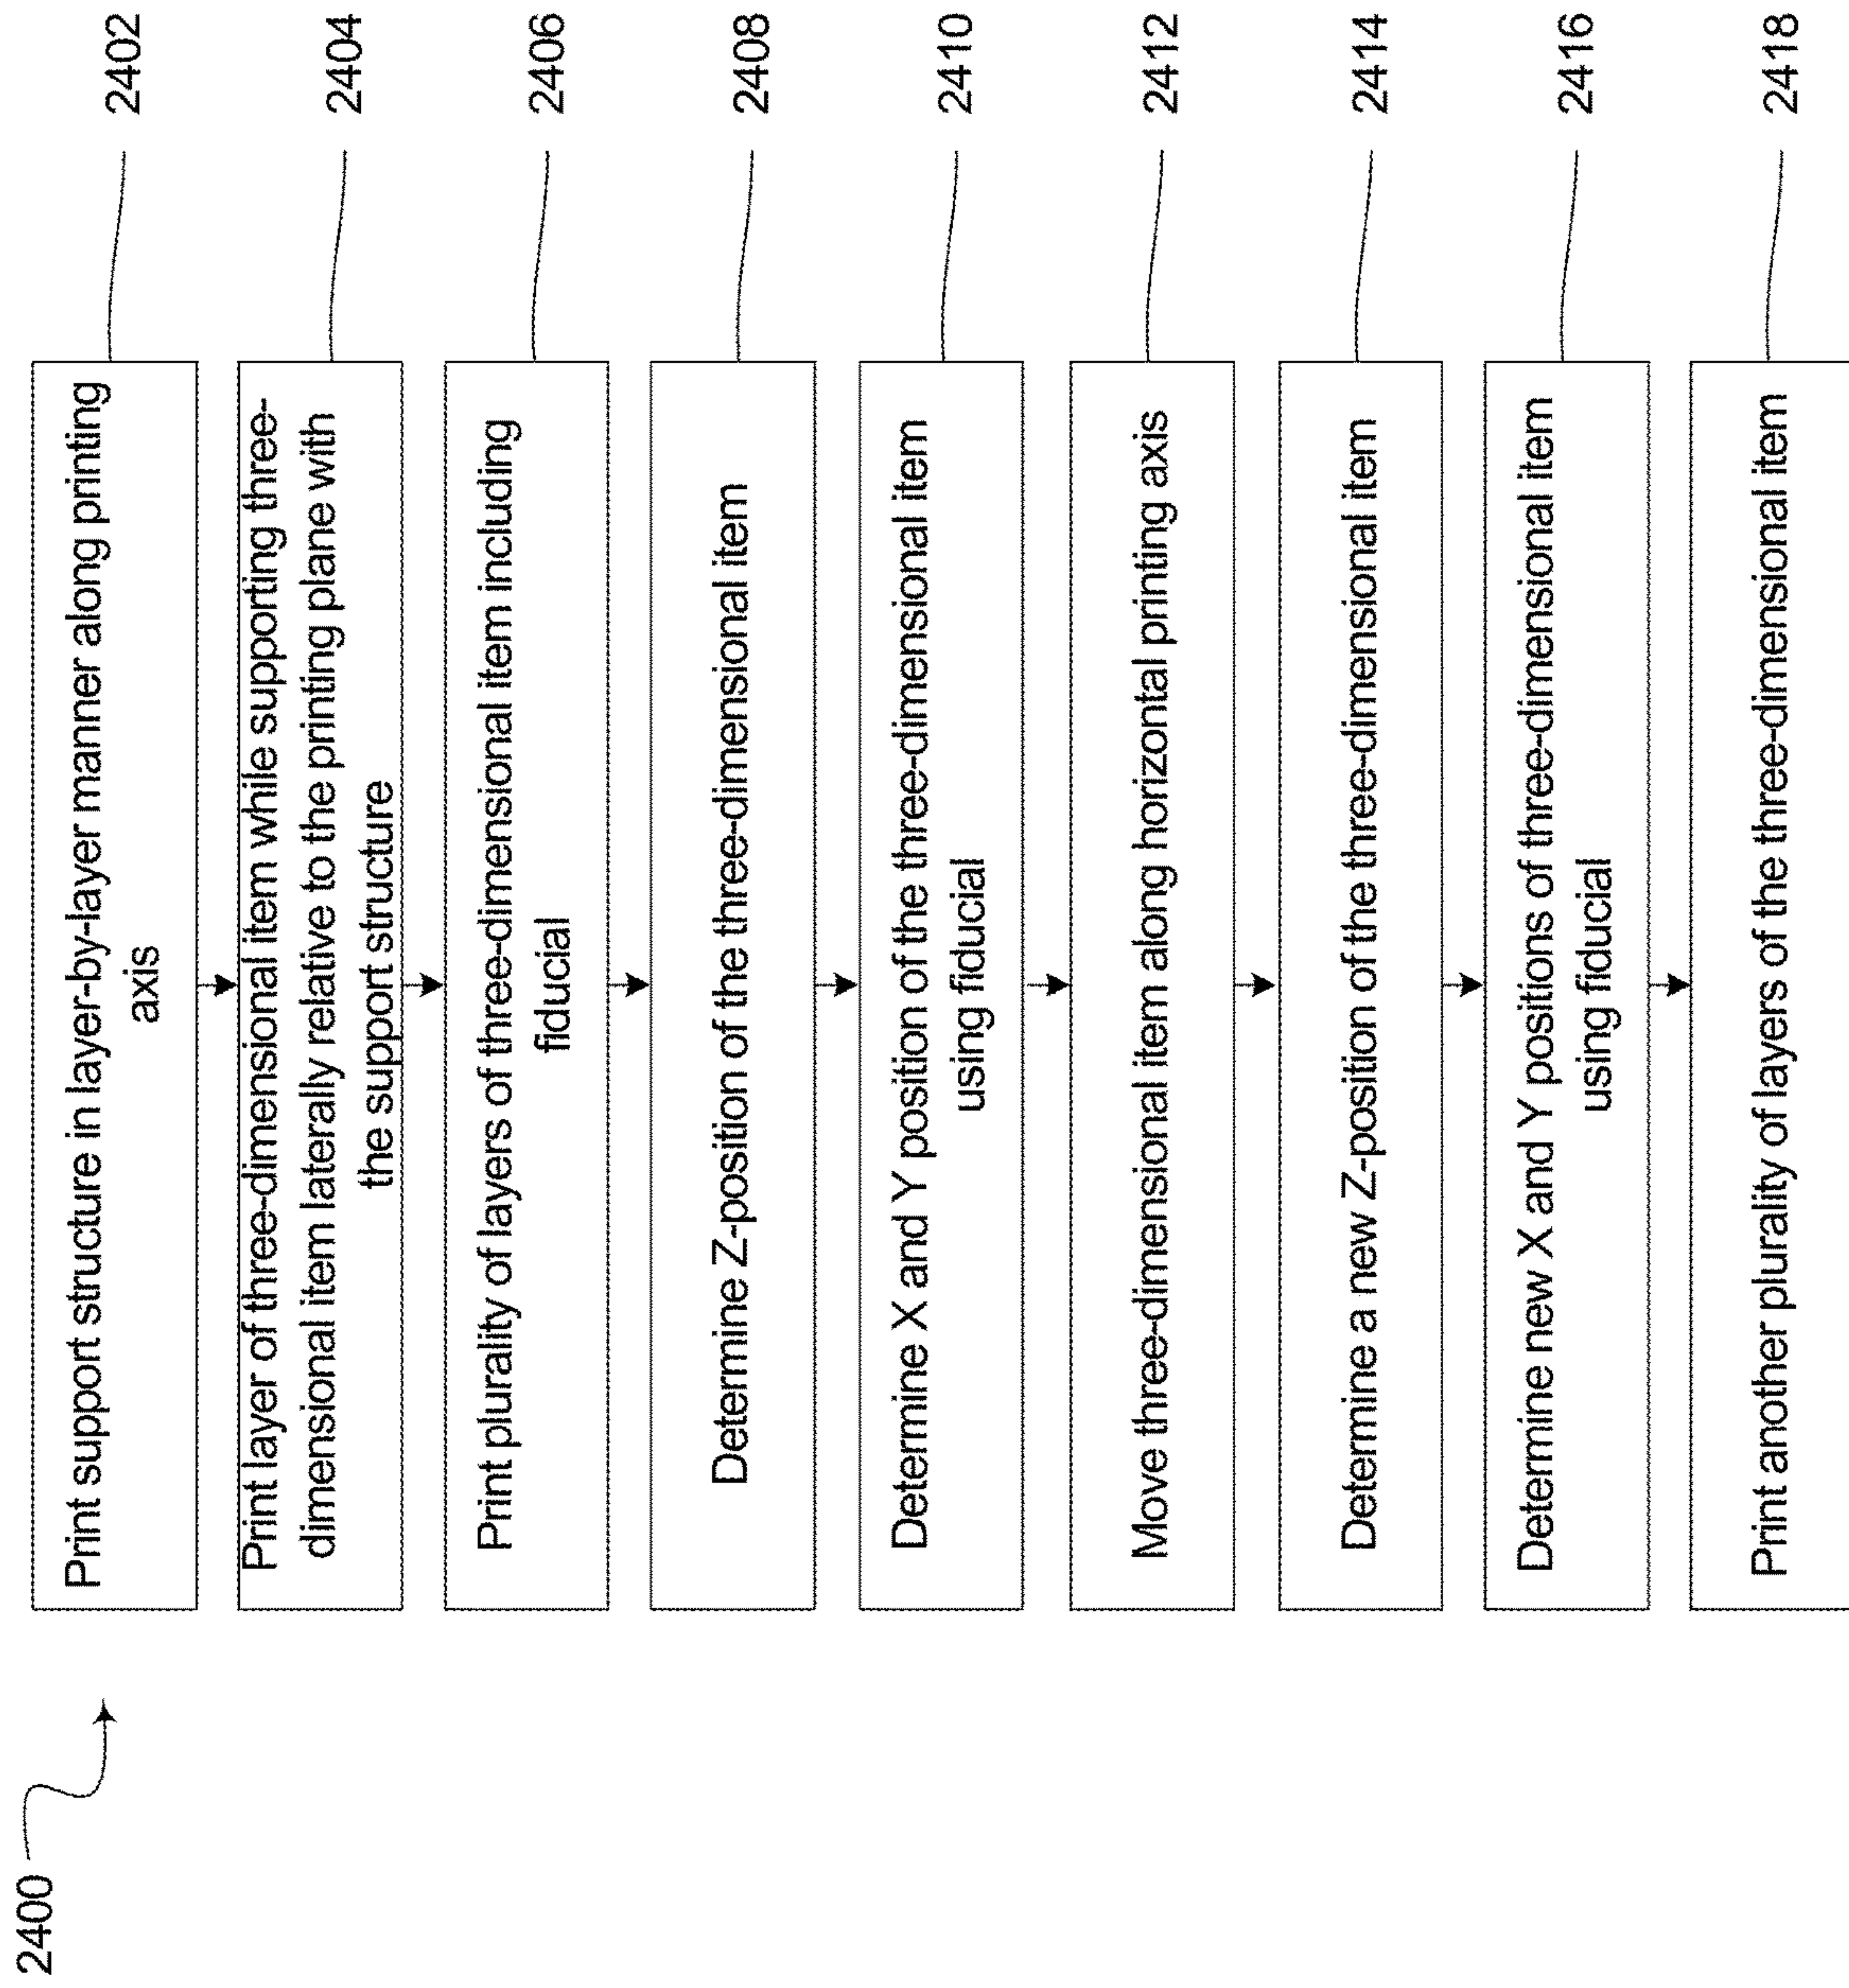 2400
Print support structure in layer-by-layer manner along printing
axis
2402
Print layer of three-dimensional item while supporting three-
dimensional item laterally relative to the printing plane with
the support structure
2404
Print plurality of layers of three-dimensional item including
fiducial
2406
Determine Z-position of the three-dimensional item
2408
Determine X and Y position of the three-dimensional item
using fiducial
2410
Move three-dimensional item along horizontal printing axis
2412
Determine a new Z-position of the three-dimensional item
2414
Determine new X and Y positions of three-dimensional item
using fiducial
2416
Print another plurality of layers of the three-dimensional item
2418